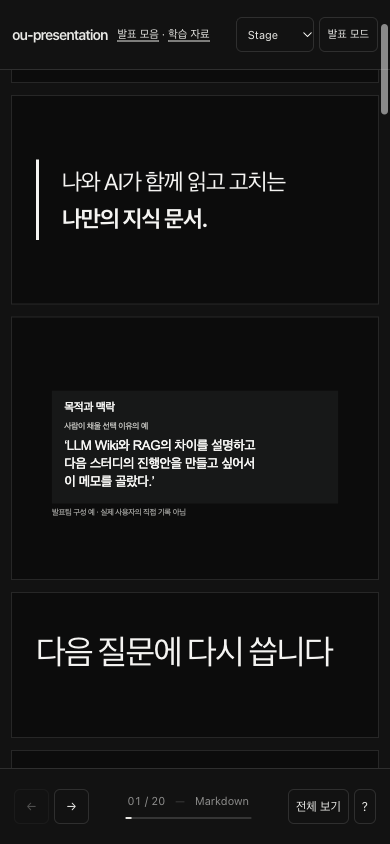 ou-presentation 발표 모음 · 학습 자료 Stage 발표 모드
나와 AI가 함께 읽고 고치는
나만의 지식 문서.
목적과 맥락
사람이 채울 선택 이유의 예
‘LLM Wiki와 RAG의 차이를 설명하고
다음 스터디의 진행안을 만들고 싶어서
이 메모를 골랐다.’
발표팀 구성 예 · 실제 사용자의 직접 기록 아님
다음 질문에 다시 씁니다
← → 01 / 20 — Markdown 전체 보기 ?